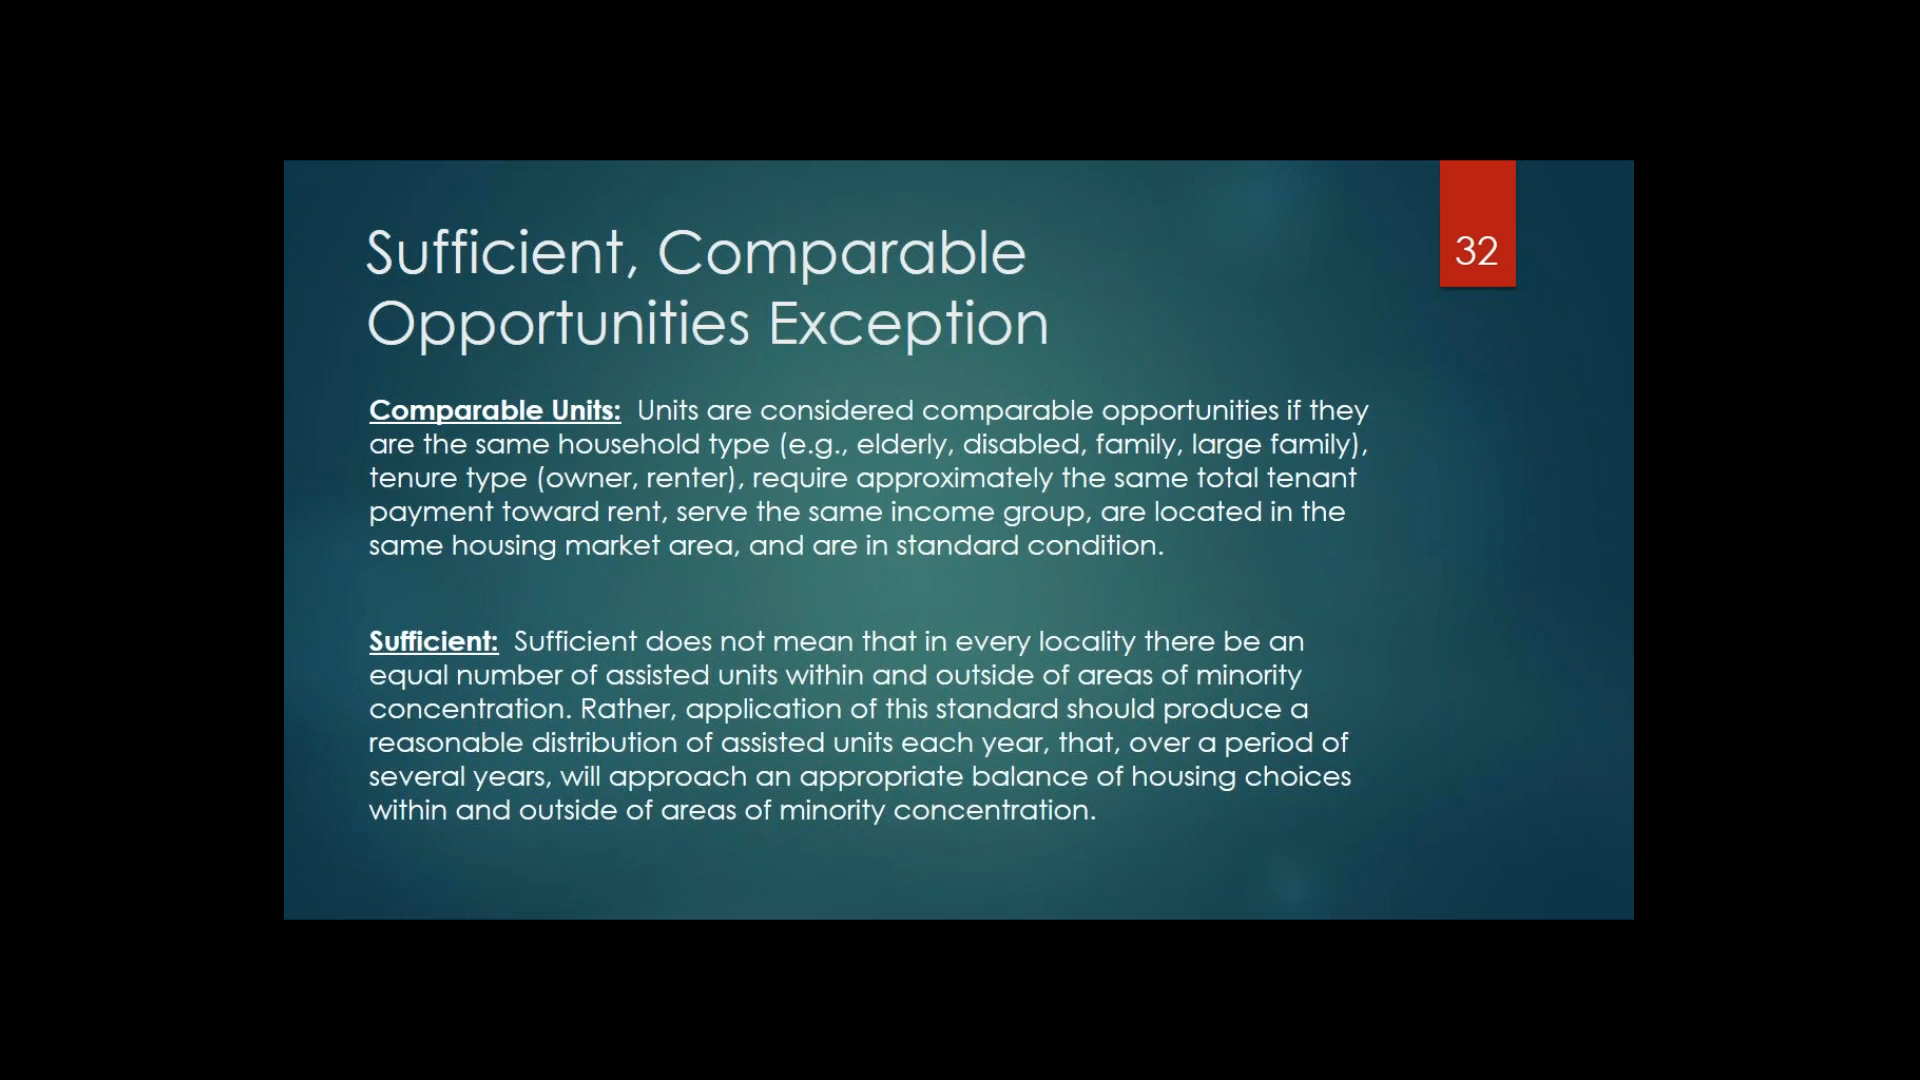 Sufficient, Comparable
Opportunities Exception
32
Comparable Units: Units are considered comparable opportunities if they
are the same household type (e.g., elderly, disabled, family, large family),
tenure type (owner, renter), require approximately the same total tenant
payment toward rent, serve the same income group, are located in the
same housing market area, and are in standard condition.
Sufficient: Sufficient does not mean that in every locality there be an
equal number of assisted units within and outside of areas of minority
concentration. Rather, application of this standard should produce a
reasonable distribution of assisted units each year, that, over a period of
several years, will approach an appropriate balance of housing choices
within and outside of areas of minority concentration.